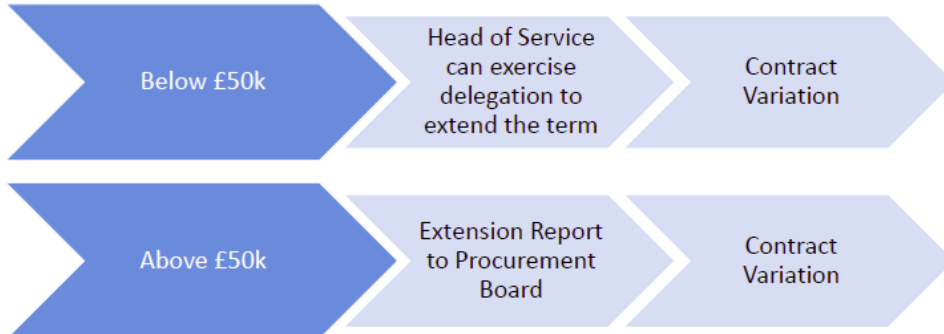 Below £50k
Head of Service
can exercise
delegation to
extend the term
Contract
Variation
Above £50k
Extension Report
to Procurement
Board
Contract
Variation